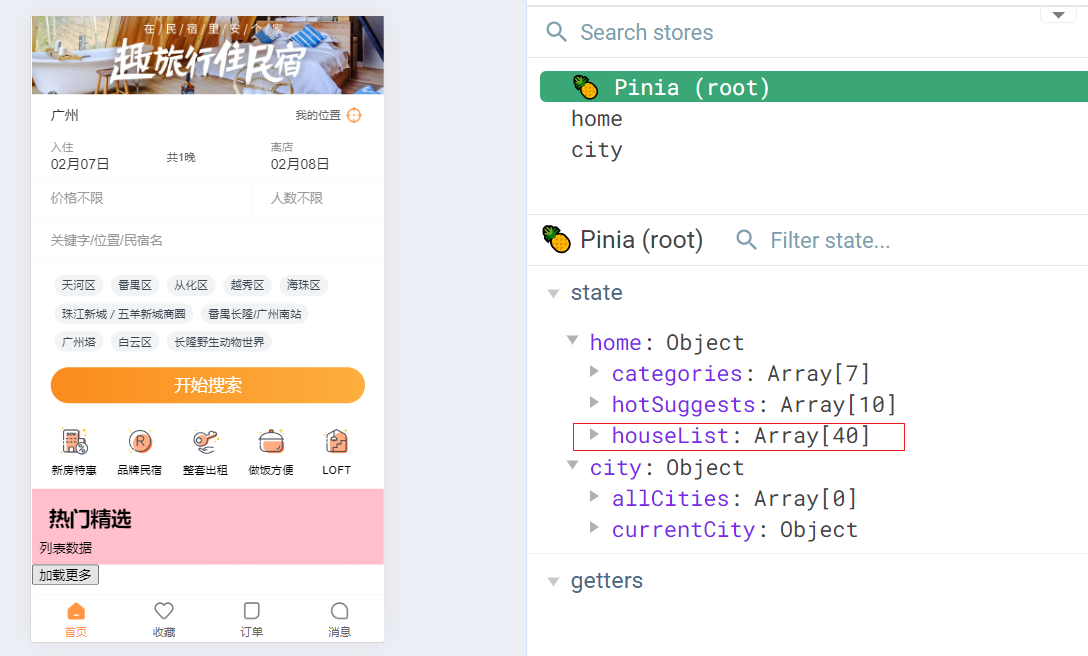 在/民/宿/里/安/个/家
趣旅行住民宿
广州
我的位置
入住
离店
02月07日
共1晚
02月08日
价格不限
人数不限
关键字/位置/民宿名
天河区
番禺区
从化区
越秀区
海珠区
珠江新城 / 五羊新城商圈
番禺长隆/广州南站
广州塔
白云区
长隆野生动物世界
开始搜索
R
新房特惠
品牌民宿
整套出租
做饭方便
LOFT
热门精选
列表数据
加载更多
首页
收藏
订单
消息
Search stores
Pinia (root)
home
city
Pinia (root)
Filter state...
state
home: Object
categories: Array[7]
hotSuggests: Array[10]
houseList: Array[40]
city: Object
allCities: Array[0]
currentCity: Object
getters